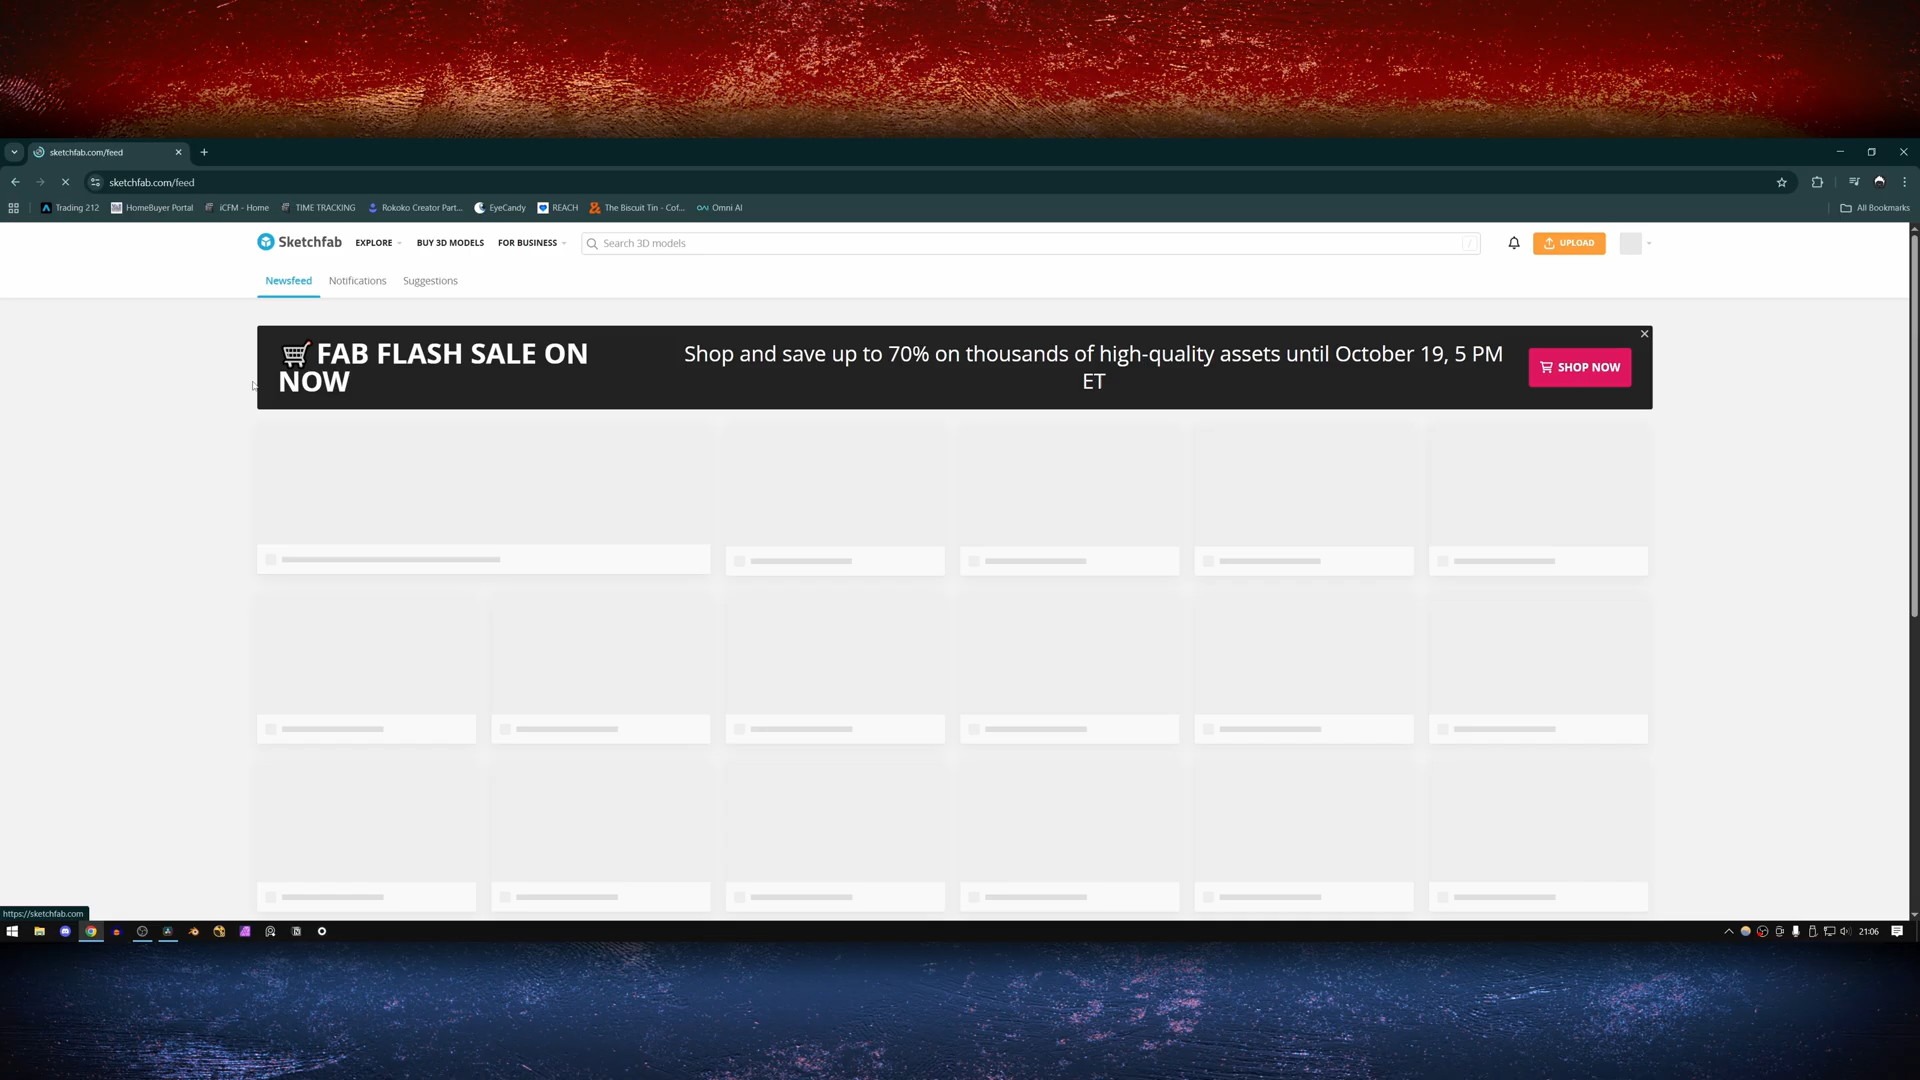 sketchfab.com/feed
sketchfab.com/feed
Trading 212 HomeBuyer Portal iCFM - Home TIME TRACKING Rokoko Creator Part... EyeCandy REACH The Biscuit Tin - Cof... Omni AI All Bookmarks
Sketchfab EXPLORE BUY 3D MODELS FOR BUSINESS Search 3D models / UPLOAD
Newsfeed Notifications Suggestions
FAB FLASH SALE ON
NOW
Shop and save up to 70% on thousands of high-quality assets until October 19, 5 PM
ET
SHOP NOW
https://sketchfab.com
21:06